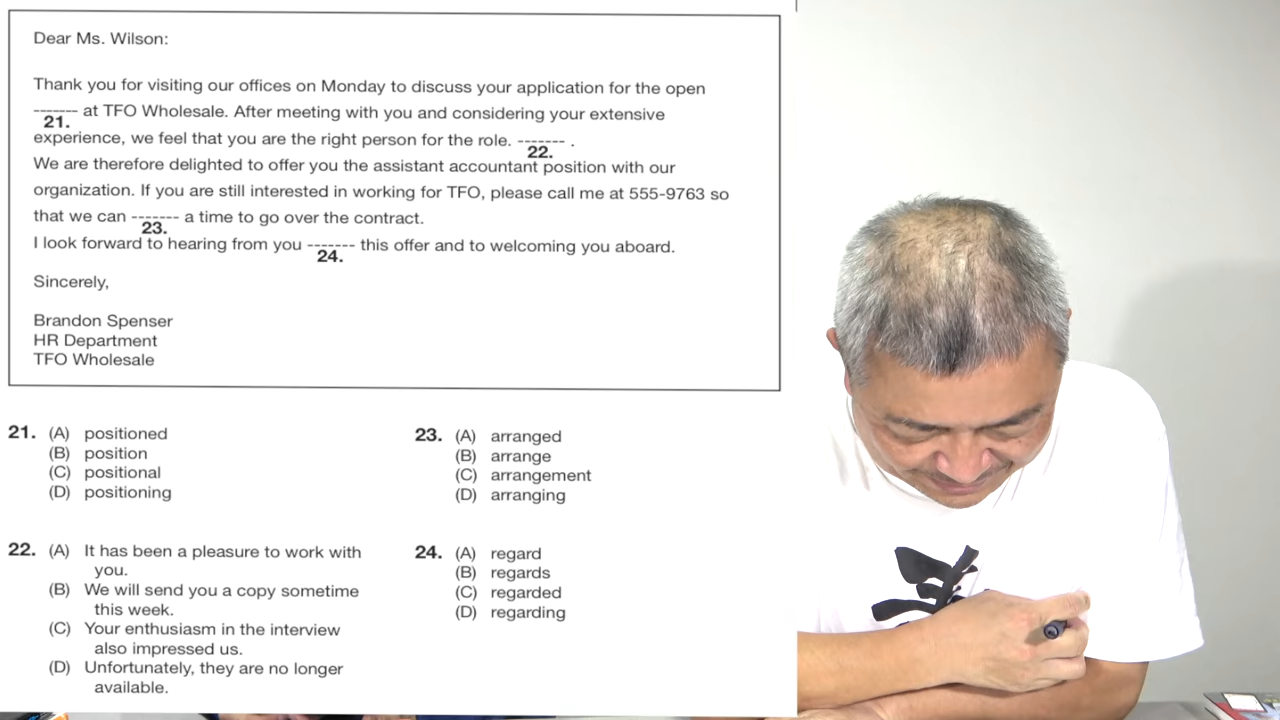 Dear Ms. Wilson:
Thank you for visiting our offices on Monday to discuss your application for the open
------- at TFO Wholesale. After meeting with you and considering your extensive
21.
experience, we feel that you are the right person for the role. ------- .
22.
We are therefore delighted to offer you the assistant accountant position with our
organization. If you are still interested in working for TFO, please call me at 555-9763 so
that we can ------- a time to go over the contract.
23.
I look forward to hearing from you ------- this offer and to welcoming you aboard.
24.
Sincerely,
Brandon Spenser
HR Department
TFO Wholesale
21. (A) positioned
(B) position
(C) positional
(D) positioning
22. (A) It has been a pleasure to work with
you.
(B) We will send you a copy sometime
this week.
(C) Your enthusiasm in the interview
also impressed us.
(D) Unfortunately, they are no longer
available.
23. (A) arranged
(B) arrange
(C) arrangement
(D) arranging
24. (A) regard
(B) regards
(C) regarded
(D) regarding